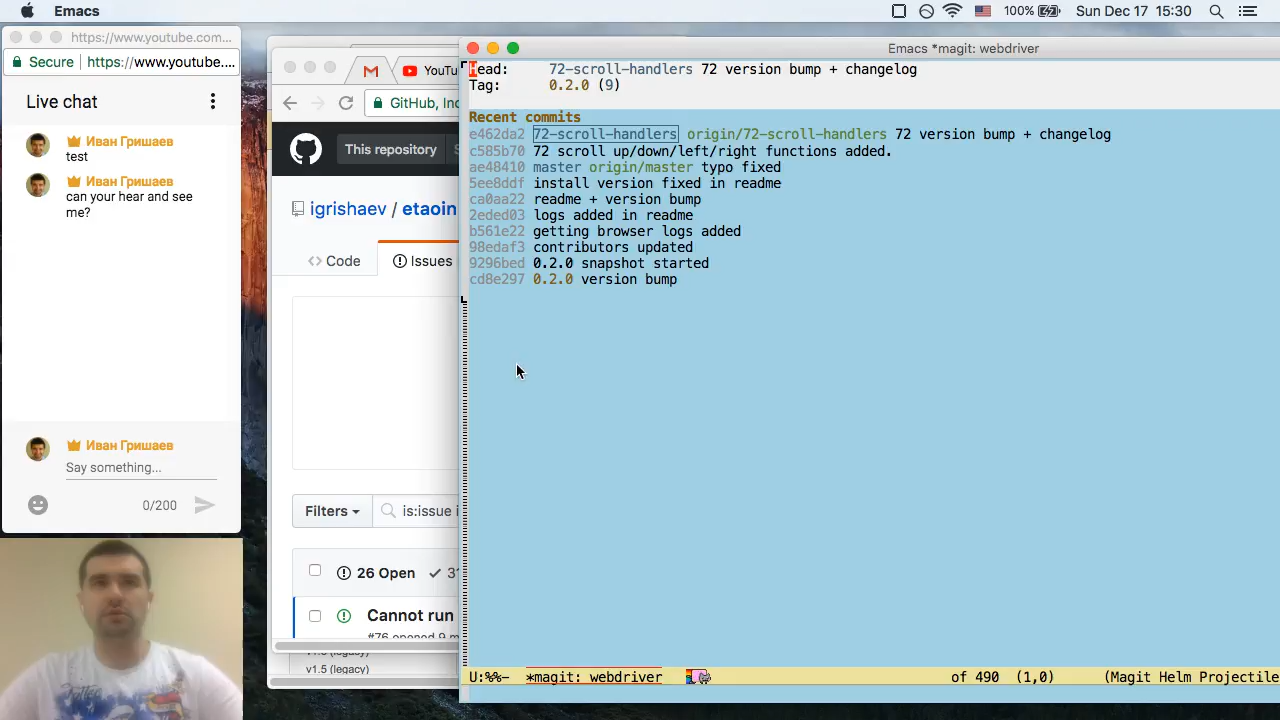 Emacs
100%
Sun Dec 17 15:30
https://www.youtube.com...
Secure
https://www.youtube....
Live chat
Иван Гришаев
test
Иван Гришаев
can your hear and see
me?
Иван Гришаев
Say something...
0/200
YouTu
GitHub, Inc
This repository
S
igrishaev / etaoin
<> Code
Issues
Filters
is:issue i
26 Open
Cannot run
#76 opened 9 m
v1.5 (legacy)
Emacs *magit: webdriver
Head: 72-scroll-handlers 72 version bump + changelog
Tag: 0.2.0 (9)
Recent commits
e462da2 72-scroll-handlers origin/72-scroll-handlers 72 version bump + changelog
c585b70 72 scroll up/down/left/right functions added.
ae48410 master origin/master typo fixed
5ee8ddf install version fixed in readme
ca0aa22 readme + version bump
2eded03 logs added in readme
b561e22 getting browser logs added
98edaf3 contributors updated
9296bed 0.2.0 snapshot started
cd8e297 0.2.0 version bump
U:%%- *magit: webdriver of 490 (1,0) (Magit Helm Projectile